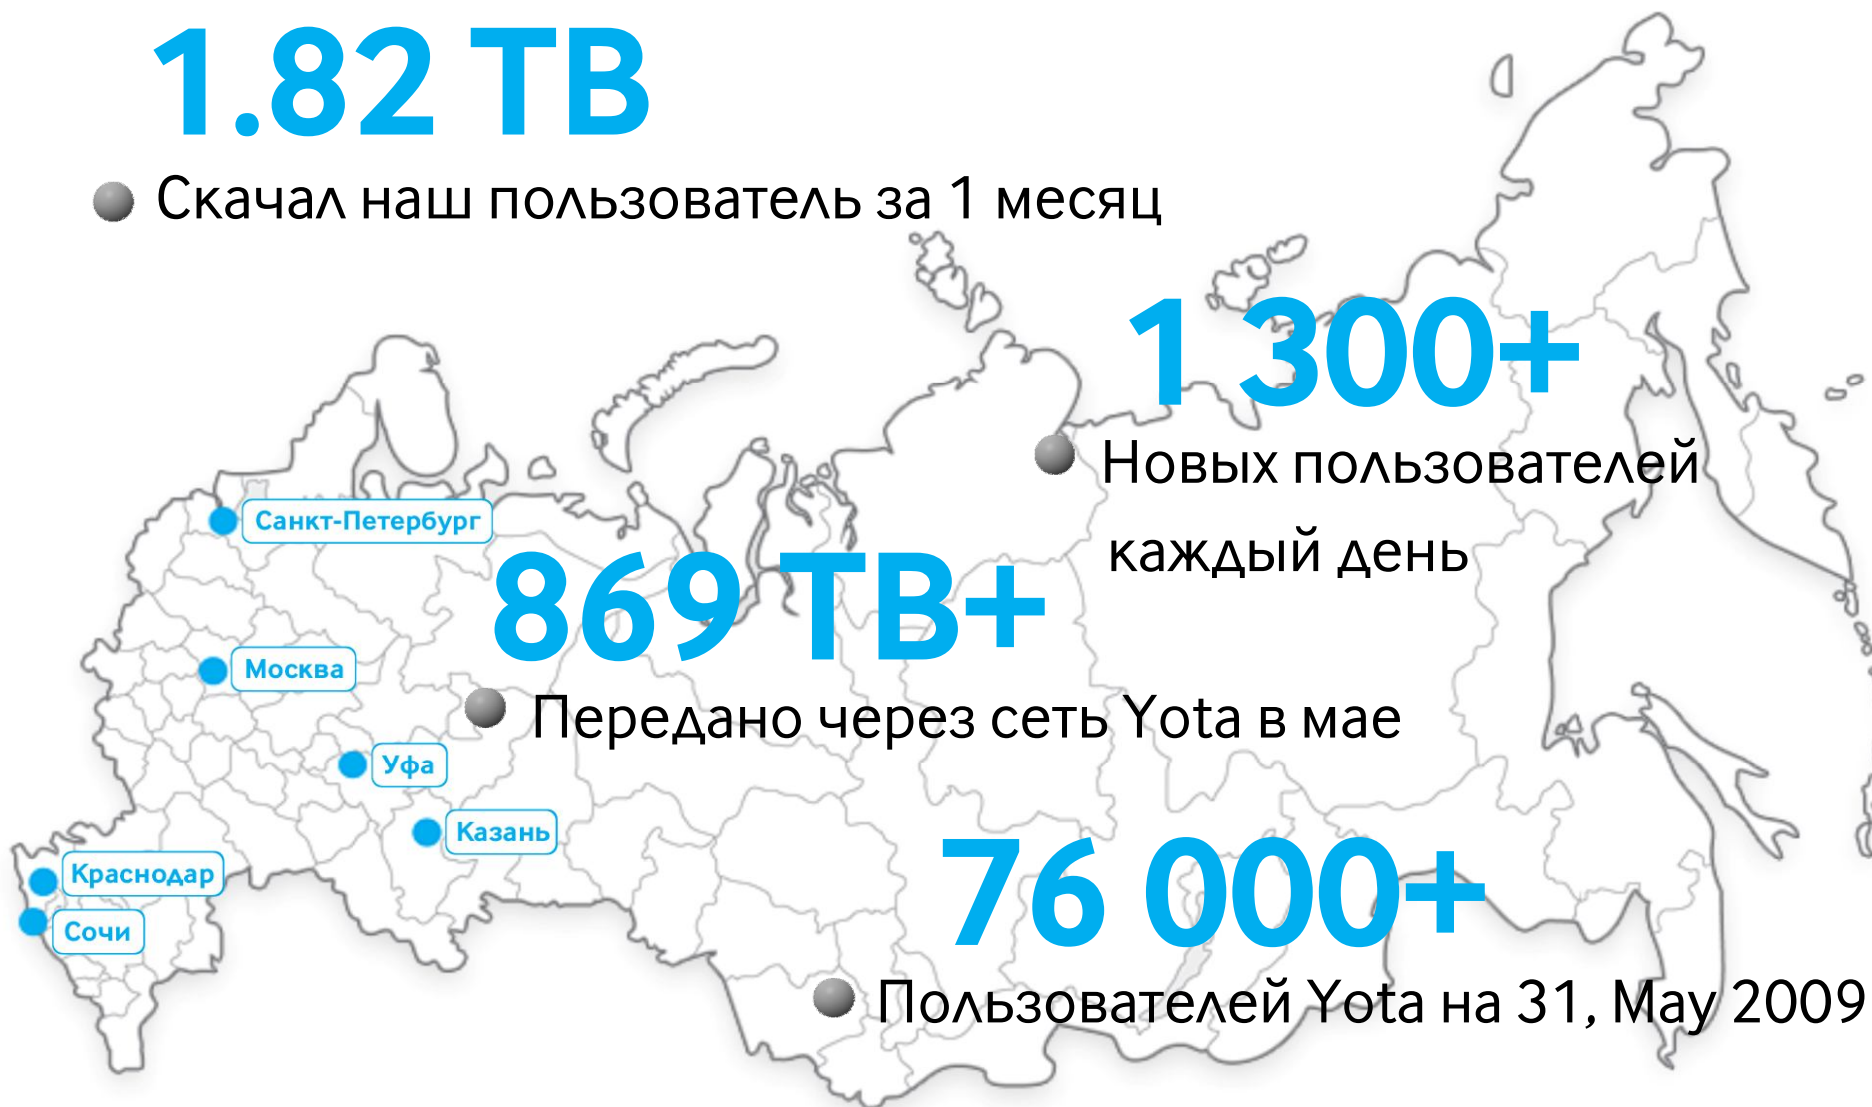 1.82 TB
Скачал наш пользователь за 1 месяц
1 300+
Новых пользователей
каждый день
Санкт-Петербург
869 TB+
Москва
Передано через сеть Yota в мае
Уфа
Казань
76 000+
Краснодар
Сочи
Пользователей Yota на 31, May 2009